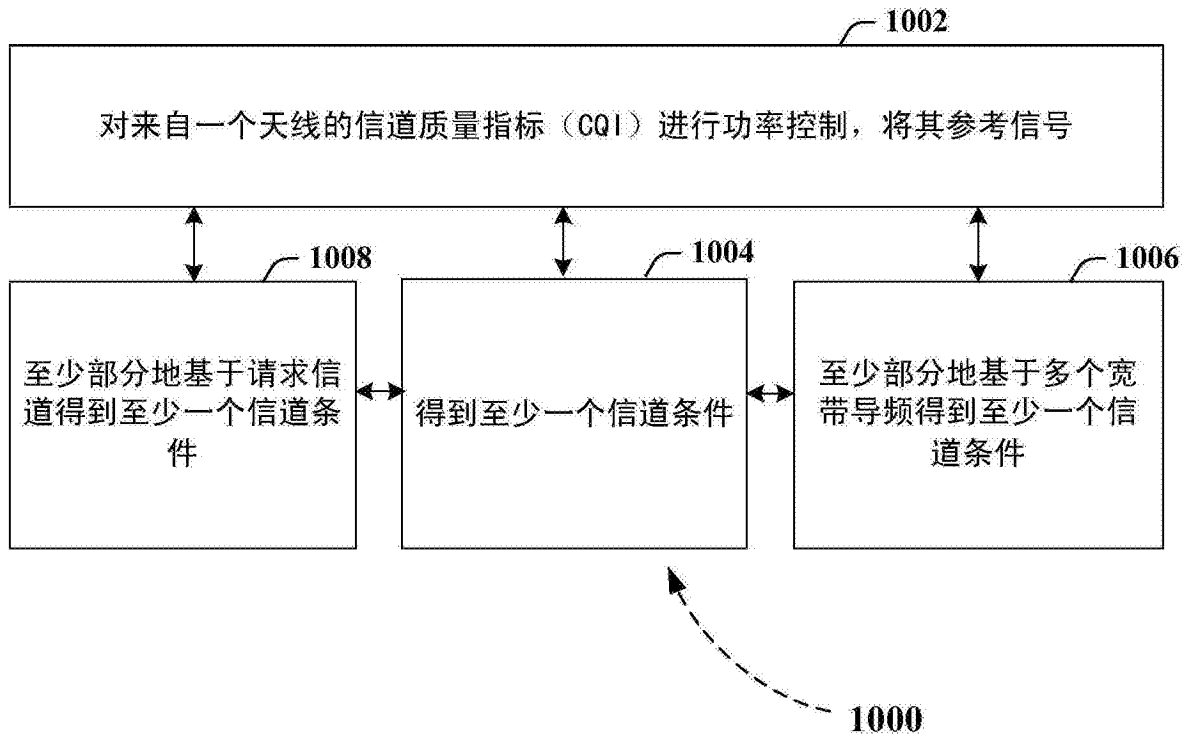 1002
对来自一个天线的信道质量指标（CQI）进行功率控制，将其参考信号
1008
至少部分地基于请求信
道得到至少一个信道条
件
1004
得到至少一个信道条件
1006
至少部分地基于多个宽
带导频得到至少一个信
道条件
1000